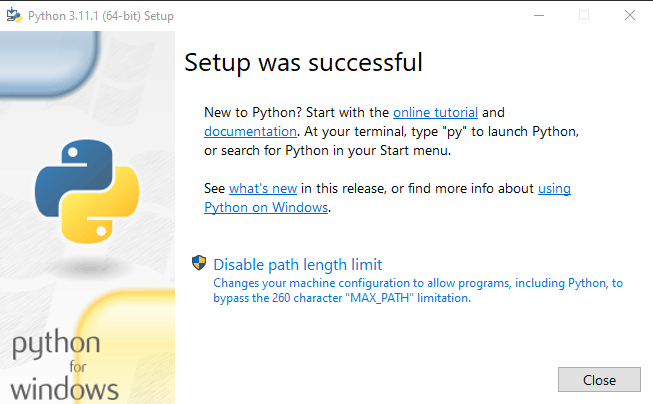 Python 3.11.1 (64-bit) Setup
Setup was successful
New to Python? Start with the online tutorial and
documentation. At your terminal, type "py" to launch Python,
or search for Python in your Start menu.
See what's new in this release, or find more info about using
Python on Windows.
Disable path length limit
Changes your machine configuration to allow programs, including Python, to
bypass the 260 character "MAX_PATH" limitation.
python
for
windows
Close